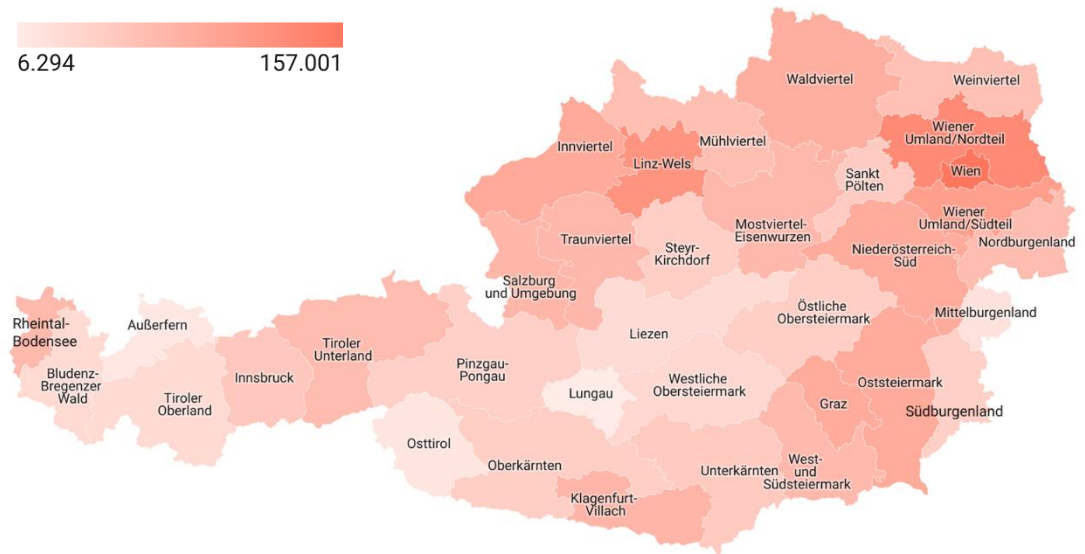 6.294 157.001
Waldviertel
Weinviertel
Wiener
Umland/Nordteil
Innviertel
Mühlviertel
Linz-Wels
Wien
Sankt
Pölten
Wiener
Umland/Südteil
Mostviertel-
Eisenwurzen
Traunviertel
Steyr-
Kirchdorf
Nordburgenland
Niederösterreich-
Süd
Salzburg
und Umgebung
Östliche
Obersteiermark
Mittelburgenland
Rheintal-
Bodensee
Außerfern
Liezen
Tiroler
Unterland
Pinzgau-
Pongau
Bludenz-
Bregenzer
Wald
Innsbruck
Westliche
Obersteiermark
Oststeiermark
Lungau
Tiroler
Oberland
Graz
Südburgenland
Osttirol
Oberkärnten
Unterkärnten
West-
und
Südsteiermark
Klagenfurt-
Villach